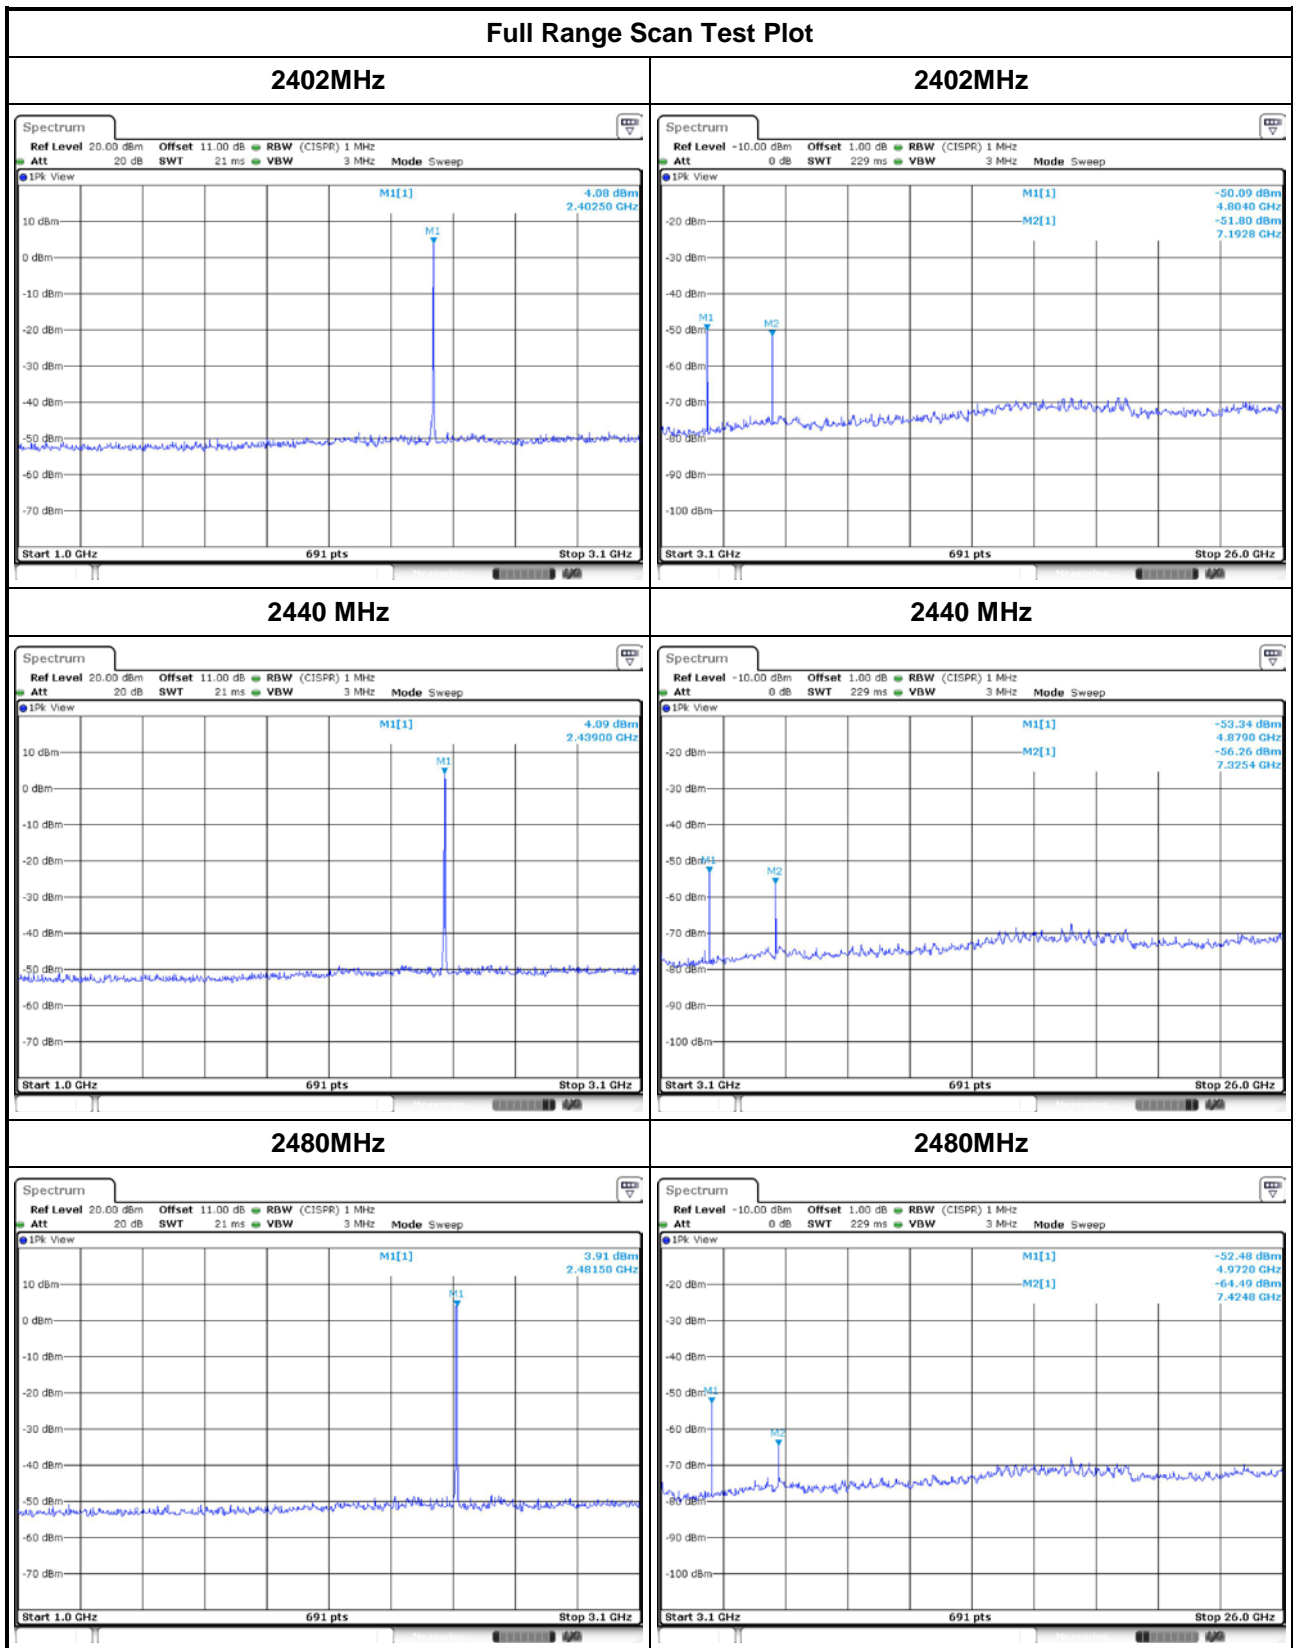 Full Range Scan Test Plot
2402MHz
2402MHz
Spectrum
Ref Level 20.00 dBm Offset 11.00 dB RBW (CISPR) 1 MHz
Att 20 dB SWT 21 ms VBW 3 MHz Mode Sweep
1Pk View
M1[1] 4.08 dBm
2.40250 GHz
10 dBm
M1
0 dBm
-10 dBm
-20 dBm
-30 dBm
-40 dBm
-50 dBm
-60 dBm
-70 dBm
Start 1.0 GHz 691 pts Stop 3.1 GHz
Spectrum
Ref Level -10.00 dBm Offset 1.00 dB RBW (CISPR) 1 MHz
Att 0 dB SWT 229 ms VBW 3 MHz Mode Sweep
1Pk View
M1[1] -50.09 dBm
4.8040 GHz
-20 dBm M2[1] -51.80 dBm
7.1928 GHz
-30 dBm
-40 dBm
M1 M2
-50 dBm
-60 dBm
-70 dBm
-80 dBm
-90 dBm
-100 dBm
Start 3.1 GHz 691 pts Stop 26.0 GHz
2440 MHz
2440 MHz
Spectrum
Ref Level 20.00 dBm Offset 11.00 dB RBW (CISPR) 1 MHz
Att 20 dB SWT 21 ms VBW 3 MHz Mode Sweep
1Pk View
M1[1] 4.09 dBm
2.43900 GHz
10 dBm
M1
0 dBm
-10 dBm
-20 dBm
-30 dBm
-40 dBm
-50 dBm
-60 dBm
-70 dBm
Start 1.0 GHz 691 pts Stop 3.1 GHz
Spectrum
Ref Level -10.00 dBm Offset 1.00 dB RBW (CISPR) 1 MHz
Att 0 dB SWT 229 ms VBW 3 MHz Mode Sweep
1Pk View
M1[1] -53.34 dBm
4.8790 GHz
-20 dBm M2[1] -56.26 dBm
7.3254 GHz
-30 dBm
-40 dBm
-50 dBm M1
M2
-60 dBm
-70 dBm
-80 dBm
-90 dBm
-100 dBm
Start 3.1 GHz 691 pts Stop 26.0 GHz
2480MHz
2480MHz
Spectrum
Ref Level 20.00 dBm Offset 11.00 dB RBW (CISPR) 1 MHz
Att 20 dB SWT 21 ms VBW 3 MHz Mode Sweep
1Pk View
M1[1] 3.91 dBm
2.48150 GHz
10 dBm
M1
0 dBm
-10 dBm
-20 dBm
-30 dBm
-40 dBm
-50 dBm
-60 dBm
-70 dBm
Start 1.0 GHz 691 pts Stop 3.1 GHz
Spectrum
Ref Level -10.00 dBm Offset 1.00 dB RBW (CISPR) 1 MHz
Att 0 dB SWT 229 ms VBW 3 MHz Mode Sweep
1Pk View
M1[1] -52.48 dBm
4.9720 GHz
-20 dBm M2[1] -64.49 dBm
7.4248 GHz
-30 dBm
-40 dBm
-50 dBm M1
-60 dBm M2
-70 dBm
-80 dBm
-90 dBm
-100 dBm
Start 3.1 GHz 691 pts Stop 26.0 GHz